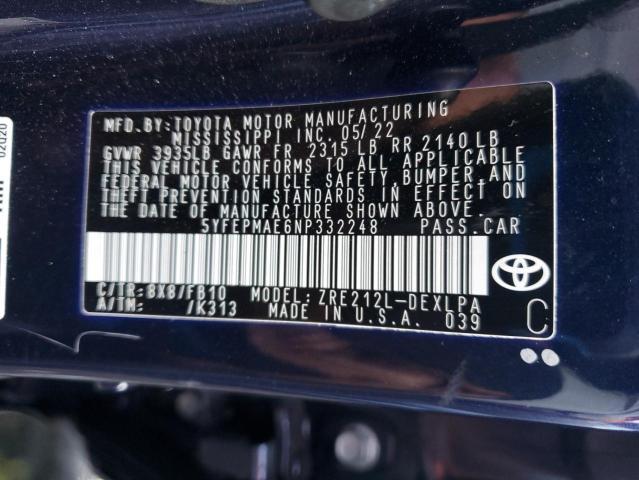 MFD.BY:TOYOTA MOTOR MANUFACTURING
MISSISSIPPI INC.05/22
GVWR 3935LB GAWR FR 2315 LB RR 2140 LB
THIS VEHICLE CONFORMS TO ALL APPLICABLE
FEDERAL MOTOR VEHICLE SAFETY, BUMPER AND
THEFT PREVENTION STANDARDS IN EFFECT ON
THE DATE OF MANUFACTURE SHOWN ABOVE.
5YFEPMAE6NP332248 PASS.CAR
C/TR:8X8/FB10 MODEL:ZRE212L-DEXLPA
A/TM: /K313 MADE IN U.S.A. 039
C